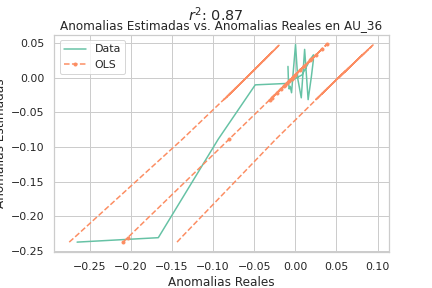 r²: 0.87
Anomalias Estimadas vs. Anomalias Reales en AU_36
Data
OLS
0.05
0.00
−0.05
−0.10
−0.15
−0.20
−0.25
−0.25 −0.20 −0.15 −0.10 −0.05 0.00 0.05 0.10
Anomalias Reales